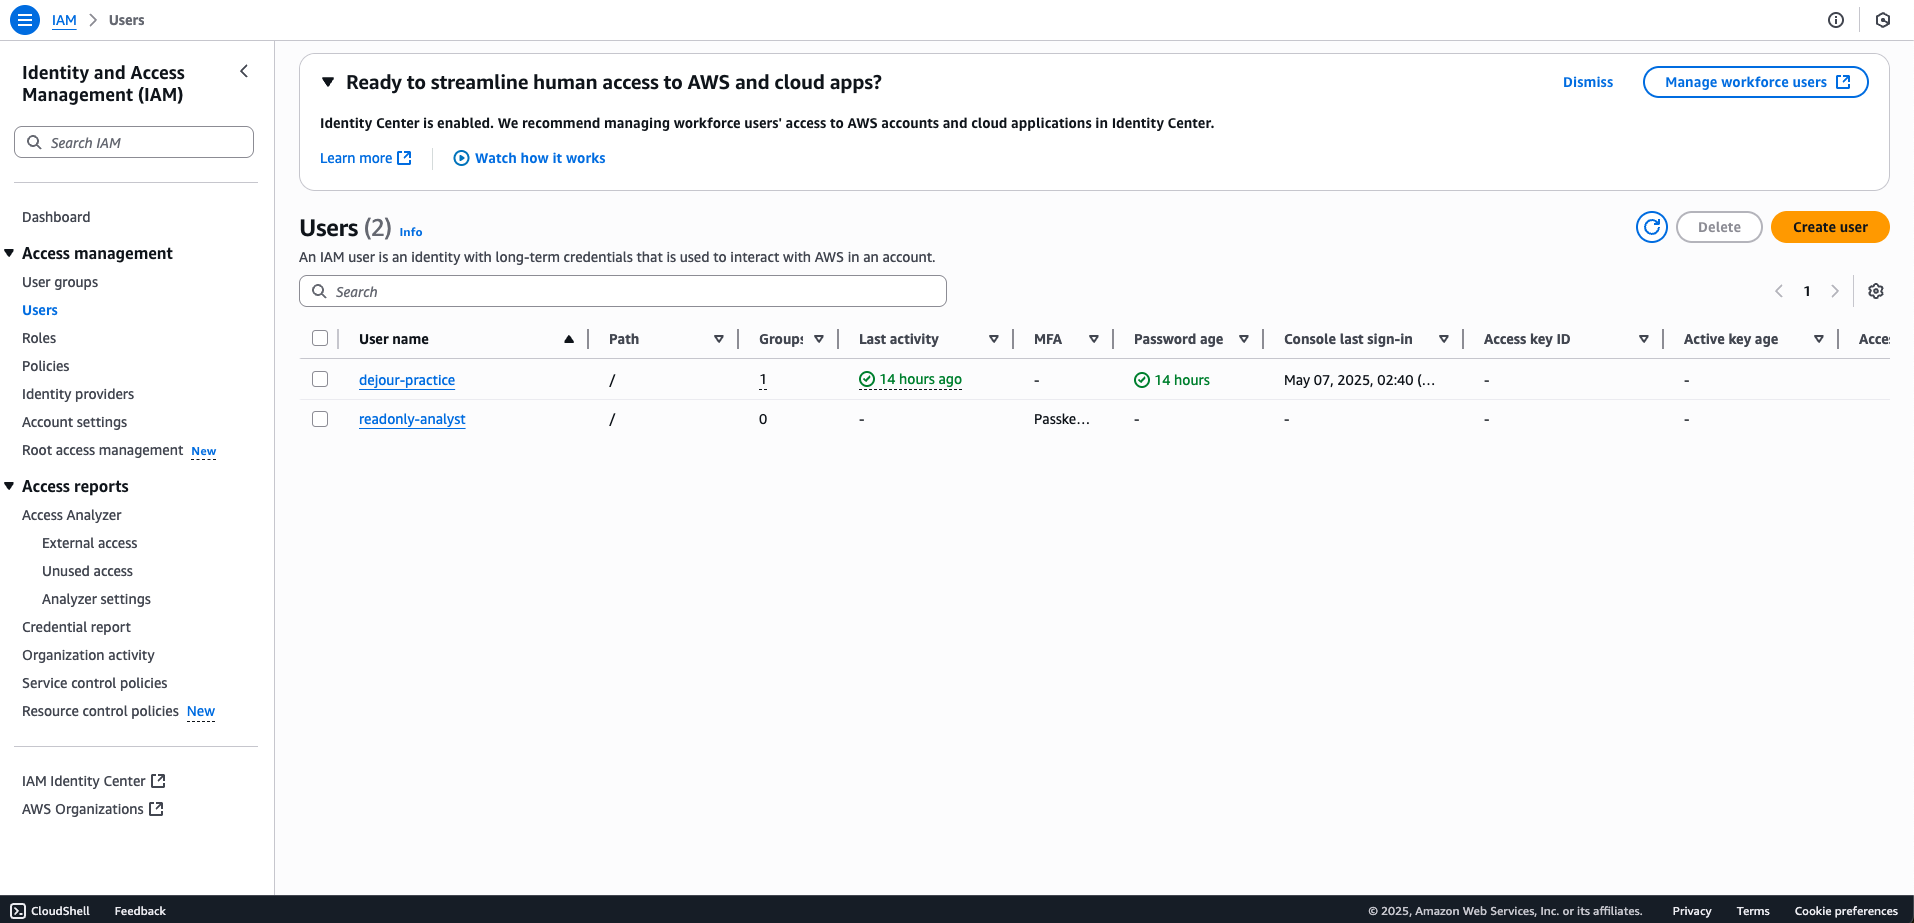 IAM > Users
Identity and Access
Management (IAM)
Search IAM
Dashboard
Access management
User groups
Users
Roles
Policies
Identity providers
Account settings
Root access management New
Access reports
Access Analyzer
External access
Unused access
Analyzer settings
Credential report
Organization activity
Service control policies
Resource control policies New
IAM Identity Center
AWS Organizations
Ready to streamline human access to AWS and cloud apps?
Dismiss
Manage workforce users
Identity Center is enabled. We recommend managing workforce users' access to AWS accounts and cloud applications in Identity Center.
Learn more
Watch how it works
Users (2) Info
Delete
Create user
An IAM user is an identity with long-term credentials that is used to interact with AWS in an account.
Search
1
User name Path Groups Last activity MFA Password age Console last sign-in Access key ID Active key age Acce
dejour-practice / 1 14 hours ago - 14 hours May 07, 2025, 02:40 (... - -
readonly-analyst / 0 - Passke... - - - -
CloudShell Feedback © 2025, Amazon Web Services, Inc. or its affiliates. Privacy Terms Cookie preferences